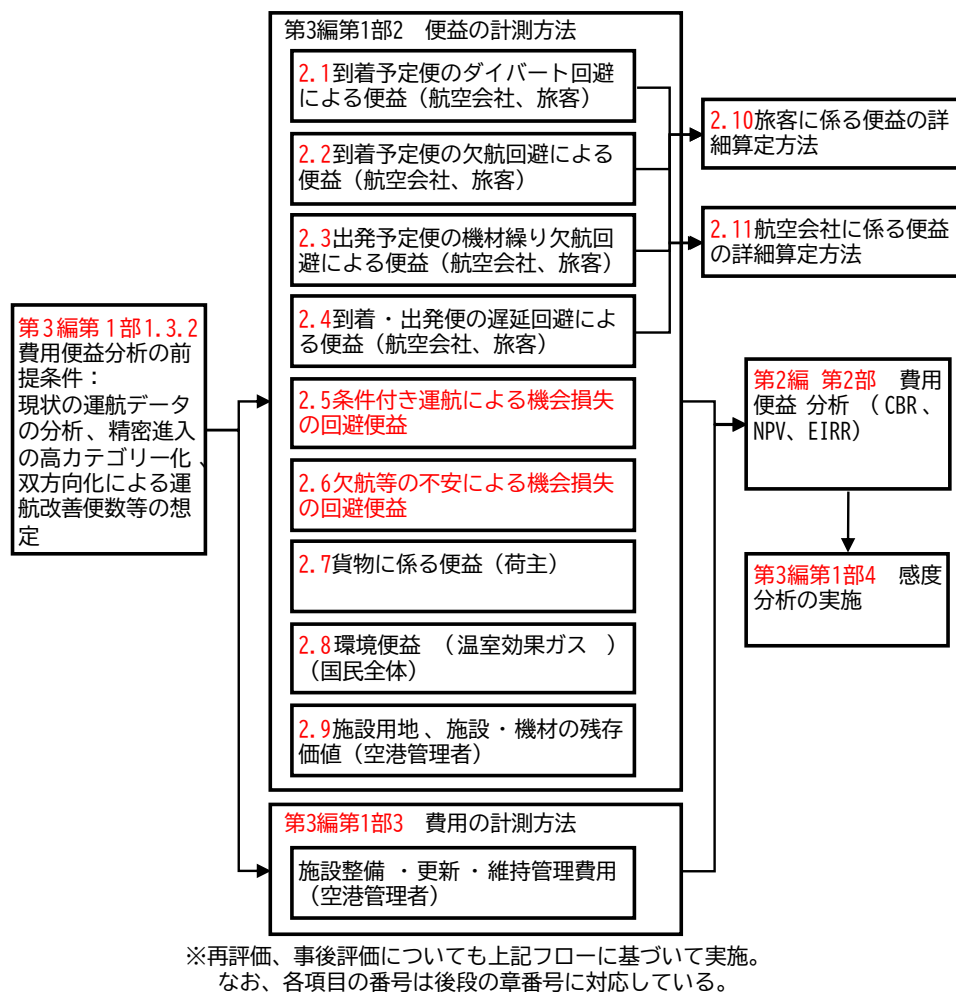 第3編第1部2　便益の計測方法
2.1到着予定便のダイバート回避
による便益（航空会社、旅客）
2.2到着予定便の欠航回避による
便益（航空会社、旅客）
2.3出発予定便の機材繰り欠航回
避による便益（航空会社、旅客）
2.4到着・出発便の遅延回避によ
る便益（航空会社、旅客）
2.5条件付き運航による機会損失
の回避便益
2.6欠航等の不安による機会損失
の回避便益
2.7貨物に係る便益（荷主）
2.8環境便益　（温室効果ガス　）
（国民全体）
2.9施設用地、施設・機材の残存
価値（空港管理者）
2.10旅客に係る便益の詳
細算定方法
2.11航空会社に係る便益
の詳細算定方法
第3編第1部1.3.2
費用便益分析の前
提条件：
現状の運航データ
の分析、精密進入
の高カテゴリー化、
双方向化による運
航改善便数等の想
定
第3編第1部3　費用の計測方法
施設整備・更新・維持管理費用
（空港管理者）
第2編 第2部　費用
便益 分析　（CBR、
NPV、EIRR）
第3編第1部4　感度
分析の実施
※再評価、事後評価についても上記フローに基づいて実施。
なお、各項目の番号は後段の章番号に対応している。